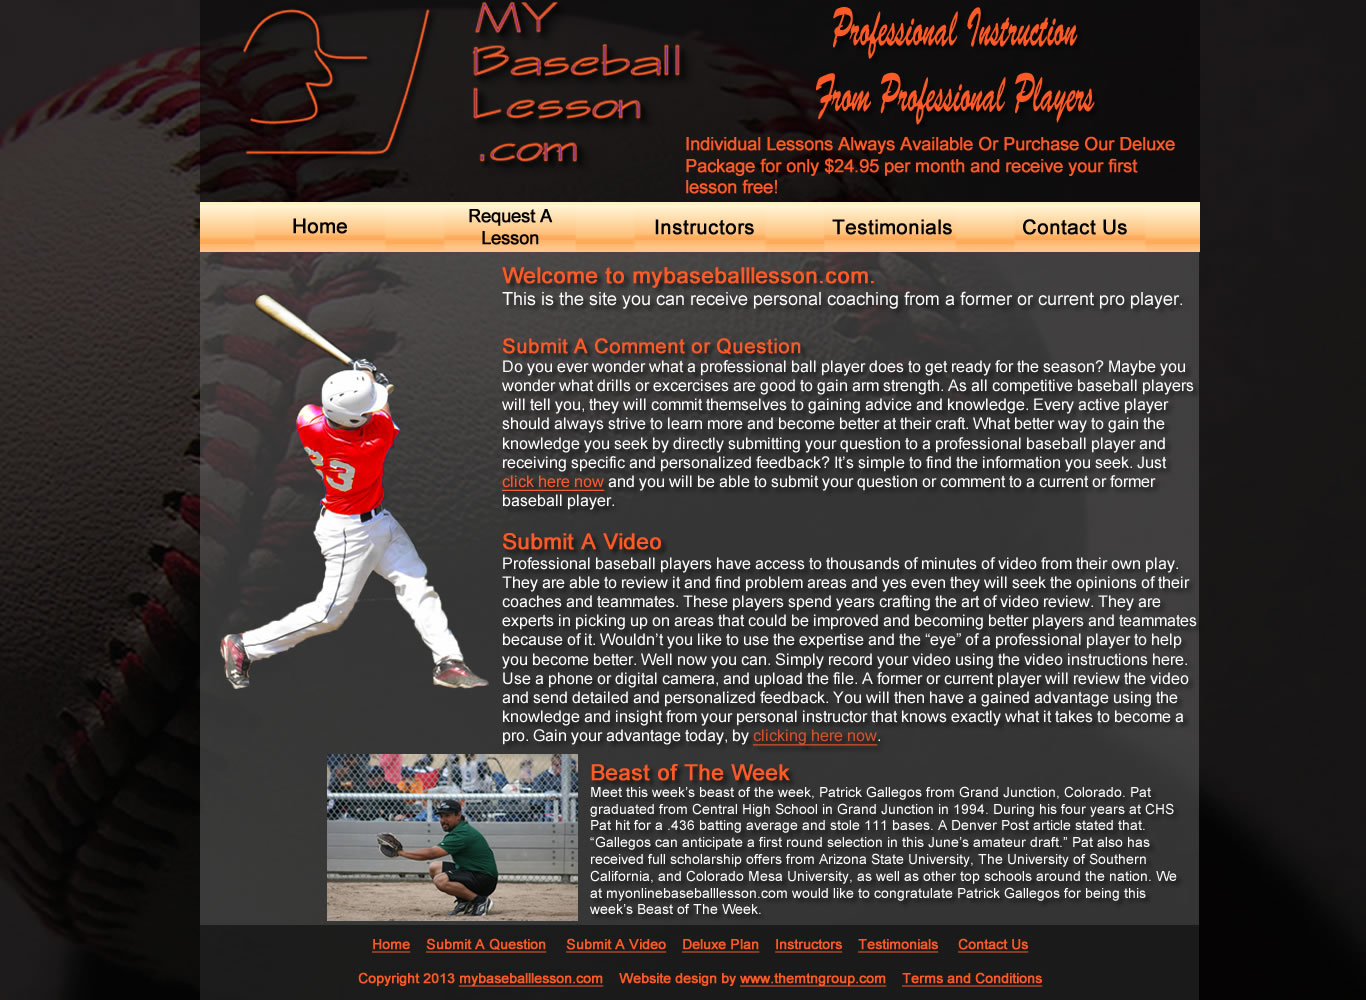 MY
Baseball
Lesson
.com
Professional Instruction
From Professional Players
Individual Lessons Always Available Or Purchase Our Deluxe
Package for only $24.95 per month and receive your first
lesson free!
Home
Request A
Lesson
Instructors
Testimonials
Contact Us
Welcome to mybaseballlesson.com.
This is the site you can receive personal coaching from a former or current pro player.
Submit A Comment or Question
Do you ever wonder what a professional ball player does to get ready for the season? Maybe you
wonder what drills or excercises are good to gain arm strength. As all competitive baseball players
will tell you, they will commit themselves to gaining advice and knowledge. Every active player
should always strive to learn more and become better at their craft. What better way to gain the
knowledge you seek by directly submitting your question to a professional baseball player and
receiving specific and personalized feedback? It's simple to find the information you seek. Just
click here now and you will be able to submit your question or comment to a current or former
baseball player.
33
Submit A Video
Professional baseball players have access to thousands of minutes of video from their own play.
They are able to review it and find problem areas and yes even they will seek the opinions of their
coaches and teammates. These players spend years crafting the art of video review. They are
experts in picking up on areas that could be improved and becoming better players and teammates
because of it. Wouldn't you like to use the expertise and the “eye” of a professional player to help
you become better. Well now you can. Simply record your video using the video instructions here.
Use a phone or digital camera, and upload the file. A former or current player will review the video
and send detailed and personalized feedback. You will then have a gained advantage using the
knowledge and insight from your personal instructor that knows exactly what it takes to become a
pro. Gain your advantage today, by clicking here now.
Beast of The Week
Meet this week's beast of the week, Patrick Gallegos from Grand Junction, Colorado. Pat
graduated from Central High School in Grand Junction in 1994. During his four years at CHS
Pat hit for a .436 batting average and stole 111 bases. A Denver Post article stated that.
“Gallegos can anticipate a first round selection in this June's amateur draft.” Pat also has
received full scholarship offers from Arizona State University, The University of Southern
California, and Colorado Mesa University, as well as other top schools around the nation. We
at myonlinebaseballlesson.com would like to congratulate Patrick Gallegos for being this
week's Beast of The Week.
Home Submit A Question Submit A Video Deluxe Plan Instructors Testimonials Contact Us
Copyright 2013 mybaseballlesson.com Website design by www.themtngroup.com Terms and Conditions